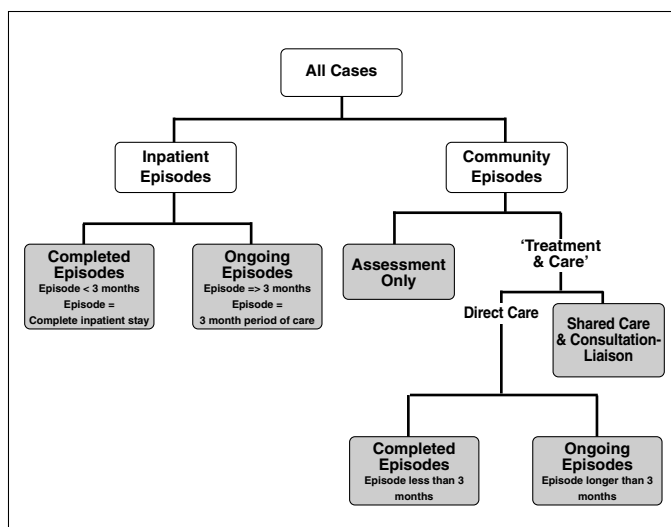 All Cases
Inpatient
Episodes
Community
Episodes
Completed
Episodes
Episode < 3 months
Episode =
Complete inpatient stay
Ongoing
Episodes
Episode => 3 months
Episode =
3 month period of care
Assessment
Only
‘Treatment
& Care’
Direct Care
Shared Care
& Consultation-
Liaison
Completed
Episodes
Episode less than 3
months
Ongoing
Episodes
Episode longer than 3
months